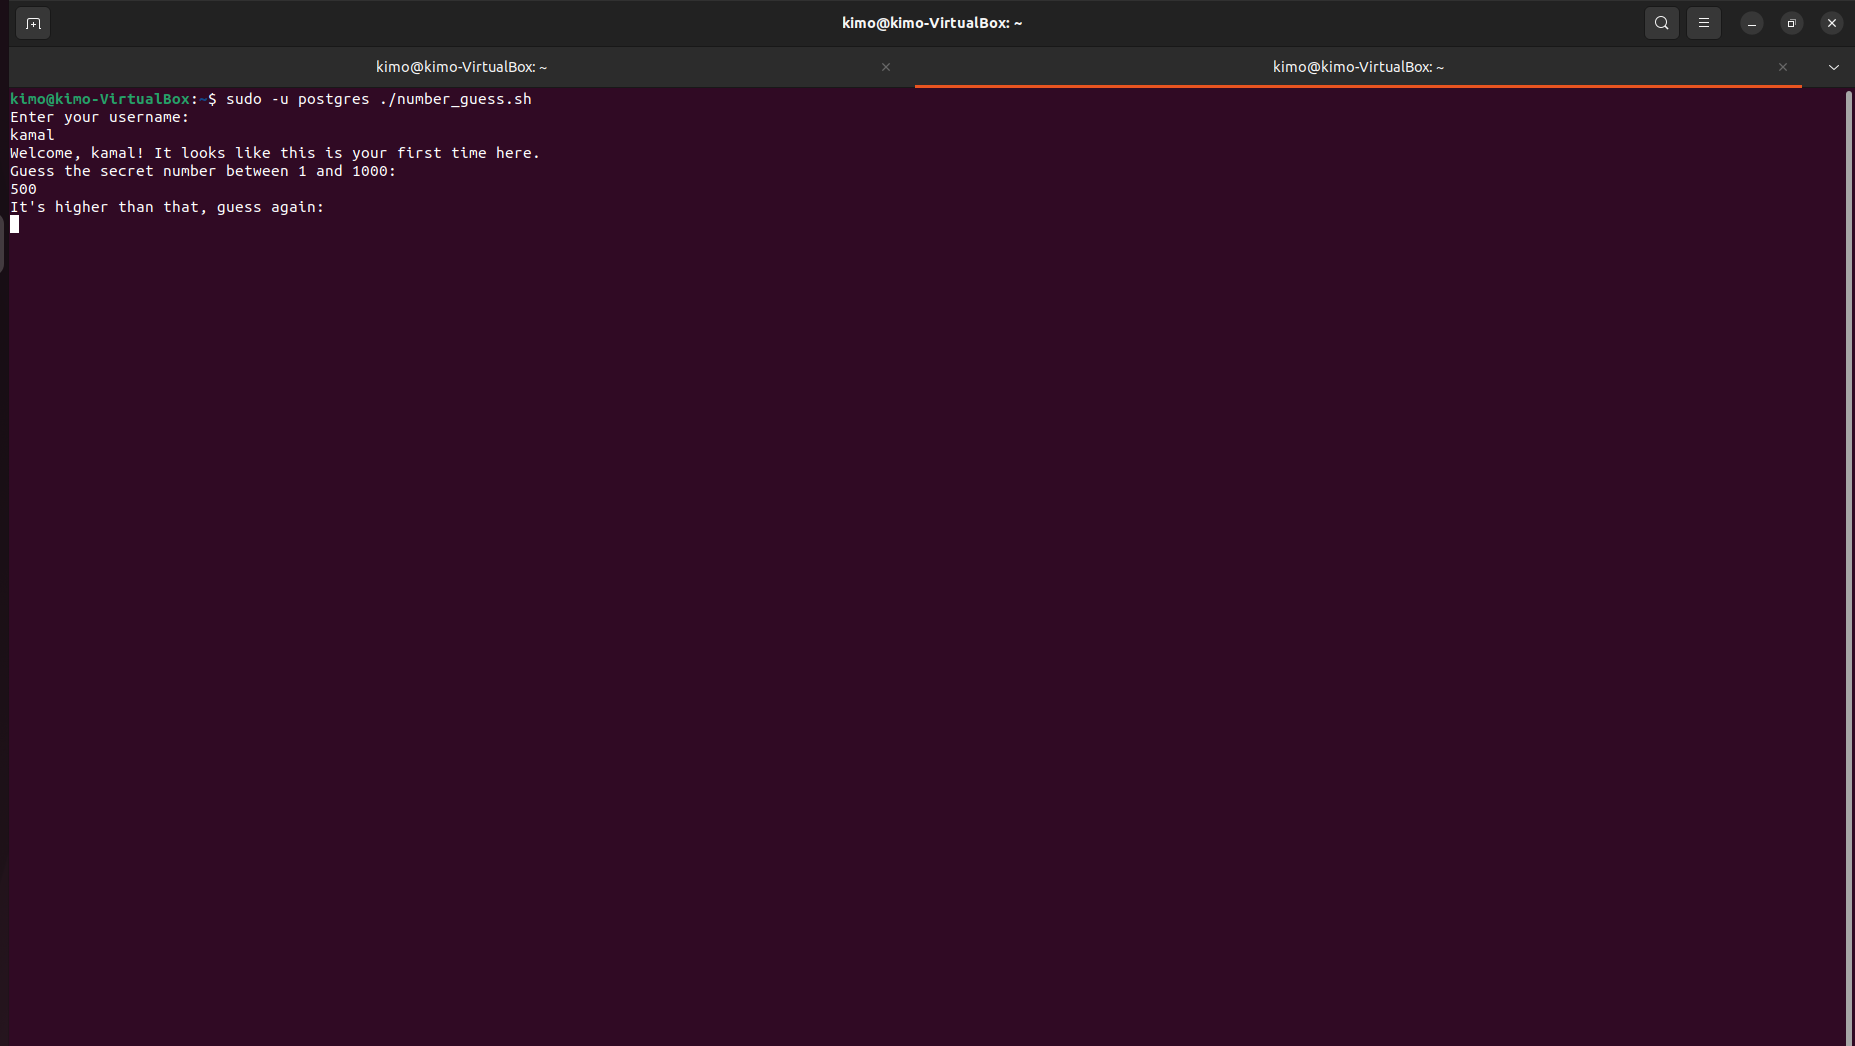 kimo@kimo-VirtualBox: ~
kimo@kimo-VirtualBox: ~
kimo@kimo-VirtualBox: ~
kimo@kimo-VirtualBox:~$ sudo -u postgres ./number_guess.sh
Enter your username:
kamal
Welcome, kamal! It looks like this is your first time here.
Guess the secret number between 1 and 1000:
500
It's higher than that, guess again: